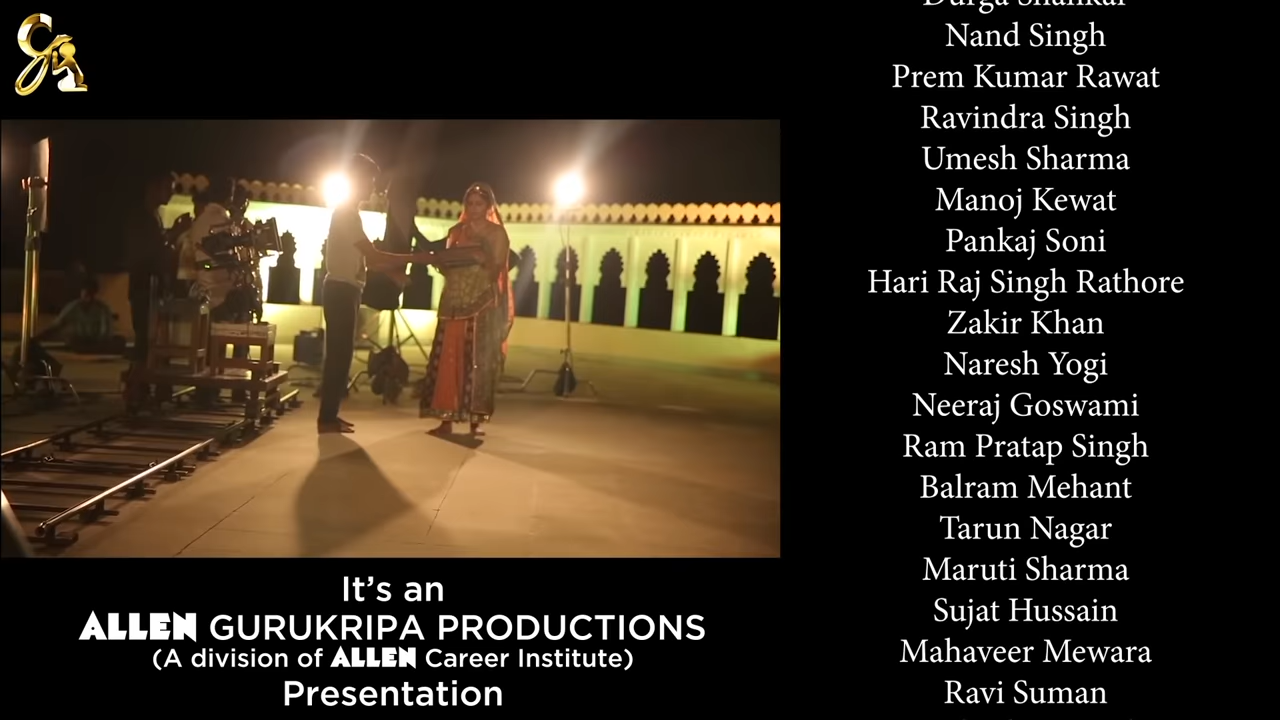 It's an
ALLEN GURUKRIPA PRODUCTIONS
(A division of ALLEN Career Institute)
Presentation
Durga Shankar
Nand Singh
Prem Kumar Rawat
Ravindra Singh
Umesh Sharma
Manoj Kewat
Pankaj Soni
Hari Raj Singh Rathore
Zakir Khan
Naresh Yogi
Neeraj Goswami
Ram Pratap Singh
Balram Mehant
Tarun Nagar
Maruti Sharma
Sujat Hussain
Mahaveer Mewara
Ravi Suman